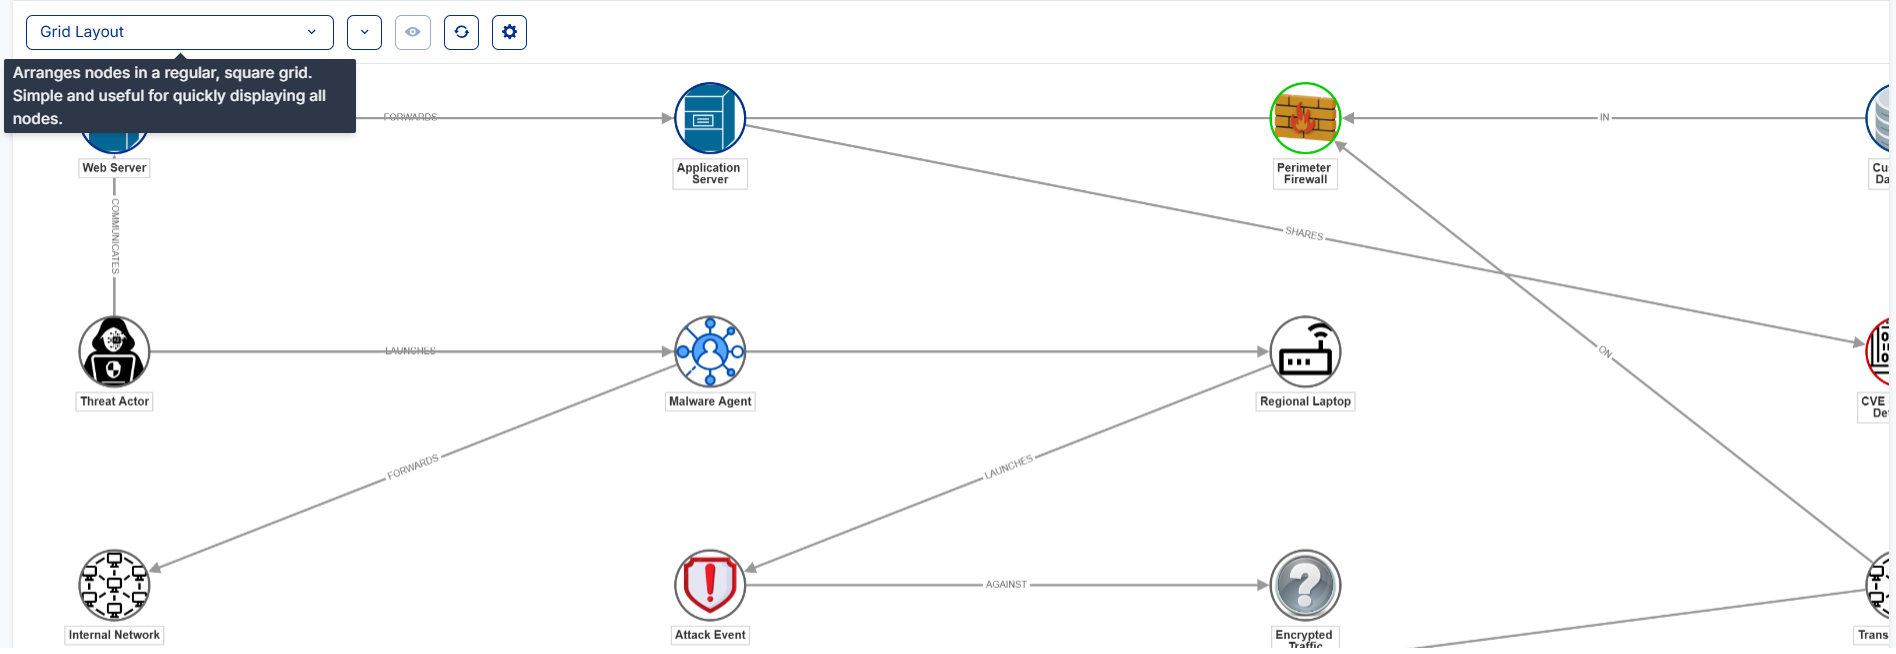 Grid Layout
Arranges nodes in a regular, square grid.
Simple and useful for quickly displaying all
nodes.
FORWARDS
IN
Web Server
Application
Server
Perimeter
Firewall
Cu
Da
COMMUNICATES
SHARES
LAUNCHES
ON
Threat Actor
Malware Agent
Regional Laptop
CVE
De
FORWARDS
LAUNCHES
AGAINST
Internal Network
Attack Event
Encrypted
Traffic
Trans